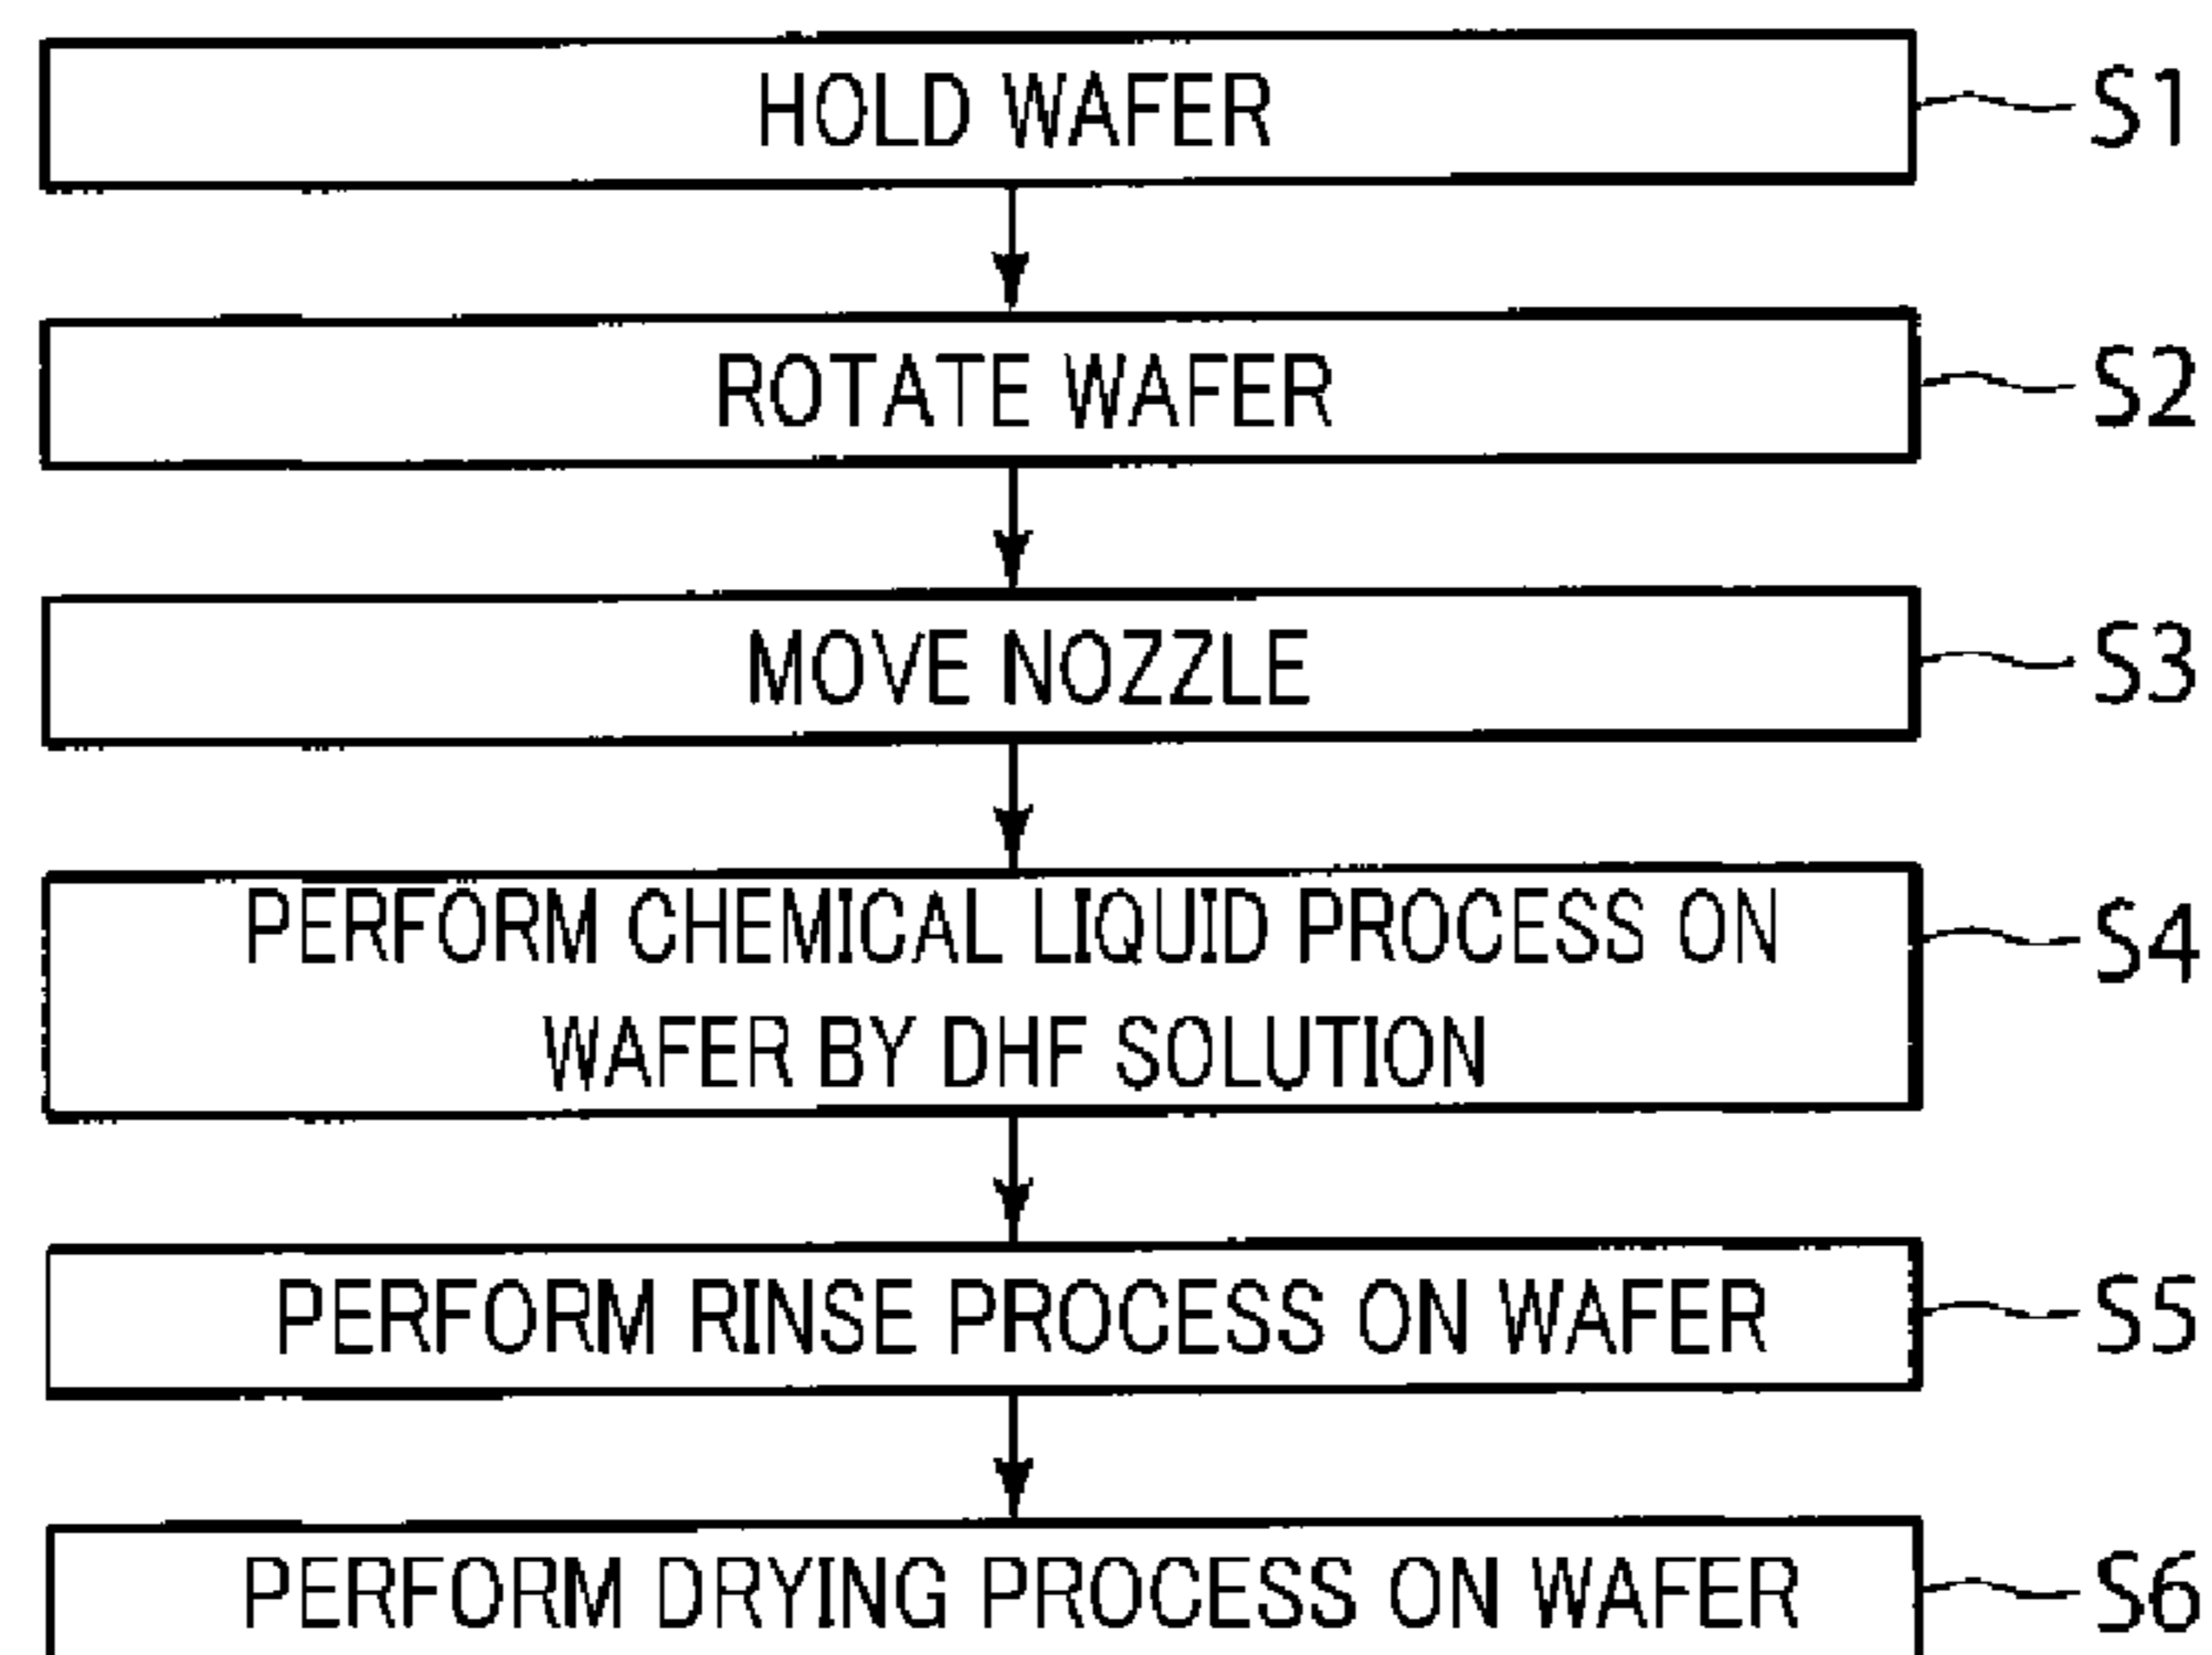 HOLD WAFER S1
ROTATE WAFER S2
MOVE NOZZLE S3
PERFORM CHEMICAL LIQUID PROCESS ON S4
WAFER BY DHF SOLUTION
PERFORM RINSE PROCESS ON WAFER S5
PERFORM DRYING PROCESS ON WAFER S6